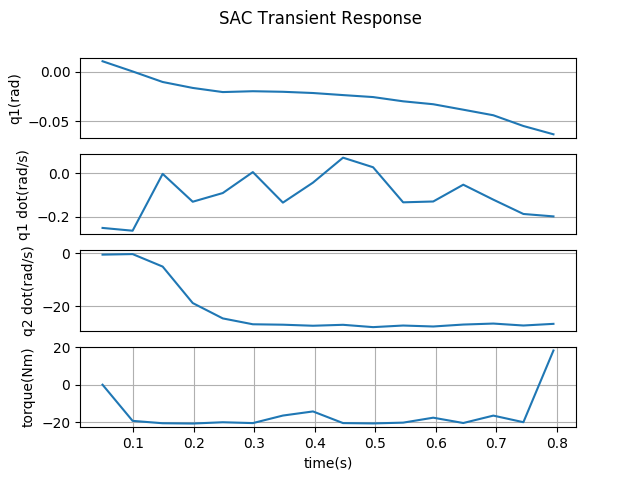 SAC Transient Response
q1(rad)
0.00
−0.05
q1 dot(rad/s)
0.0
−0.2
q2 dot(rad/s)
0
−20
torque(Nm)
20
0
−20
0.1 0.2 0.3 0.4 0.5 0.6 0.7 0.8
time(s)